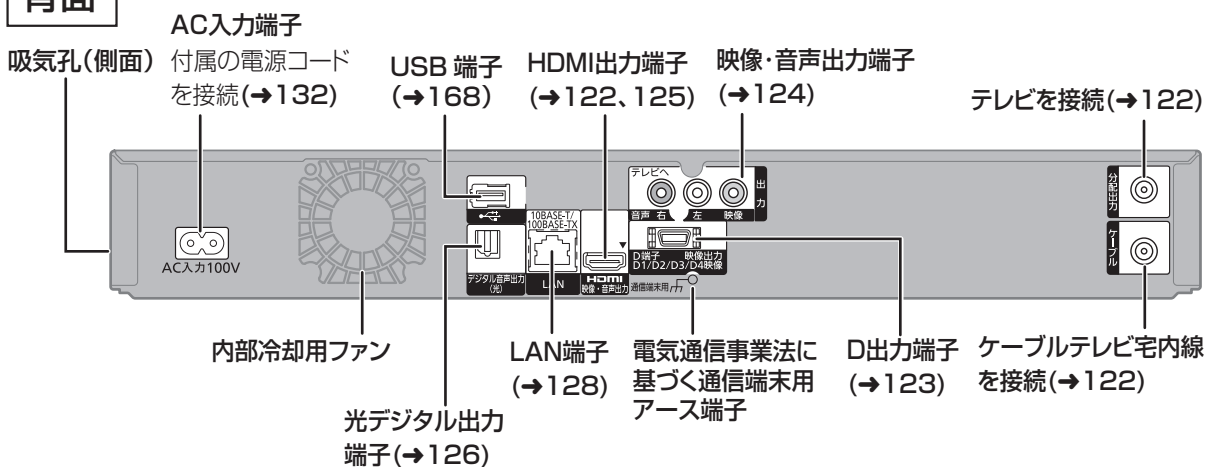 背面
AC入力端子
付属の電源コード
を接続(➔132)
吸気孔(側面)
USB 端子
(➔168)
HDMI出力端子
(➔122、125)
映像・音声出力端子
(➔124)
テレビを接続(➔122)
AC入力100V
デジタル音声出力
(光)
10BASE-T/
100BASE-TX
LAN
HDMI
映像・音声出力
テレビへ
音声 右 左 映像
出力
D端子 映像出力
D1/D2/D3/D4映像
通信端末用
分配出力
ケーブル
内部冷却用ファン
光デジタル出力
端子(➔126)
LAN端子
(➔128)
電気通信事業法に
基づく通信端末用
アース端子
D出力端子
(➔123)
ケーブルテレビ宅内線
を接続(➔122)